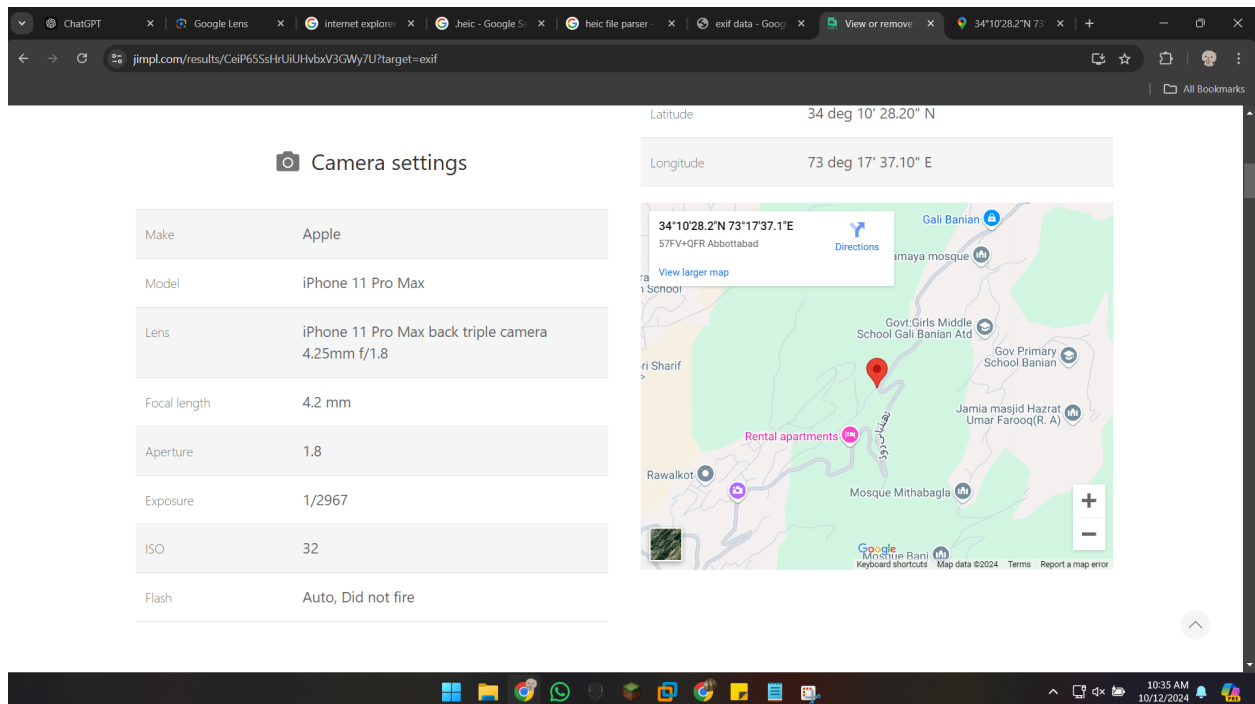 ChatGPT
Google Lens
internet explorer
.heic - Google Se
heic file parser -
exif data - Goog
View or remove
34°10'28.2"N 73°
jimpl.com/results/CeiP65SsHrUiUHvbxV3GWy7U?target=exif
All Bookmarks
Latitude 34 deg 10' 28.20" N
Longitude 73 deg 17' 37.10" E
Camera settings
Make Apple
Model iPhone 11 Pro Max
Lens iPhone 11 Pro Max back triple camera
4.25mm f/1.8
Focal length 4.2 mm
Aperture 1.8
Exposure 1/2967
ISO 32
Flash Auto, Did not fire
34°10'28.2"N 73°17'37.1"E
57FV+QFR Abbottabad
Directions
View larger map
Gali Banian
amaya mosque
School
Govt:Girls Middle
School Gali Banian Atd
Gov Primary
School Banian
ri Sharif
Jamia masjid Hazrat
Umar Farooq(R. A)
Rental apartments
Rawalkot
Mosque Mithabagla
Google
Mosque Bani
Keyboard shortcuts Map data ©2024 Terms Report a map error
10:35 AM
10/12/2024